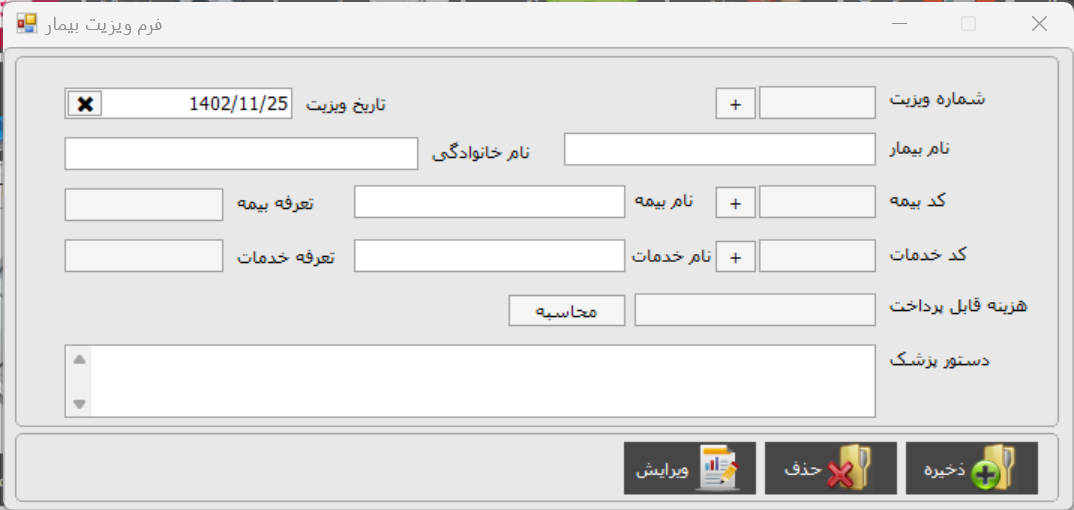 فرم ویزیت بیمار
شماره ویزیت + تاریخ ویزیت 1402/11/25
نام بیمار نام خانوادگی
کد بیمه + نام بیمه تعرفه بیمه
کد خدمات + نام خدمات تعرفه خدمات
هزینه قابل پرداخت محاسبه
دستور پزشک
ذخیره حذف ویرایش